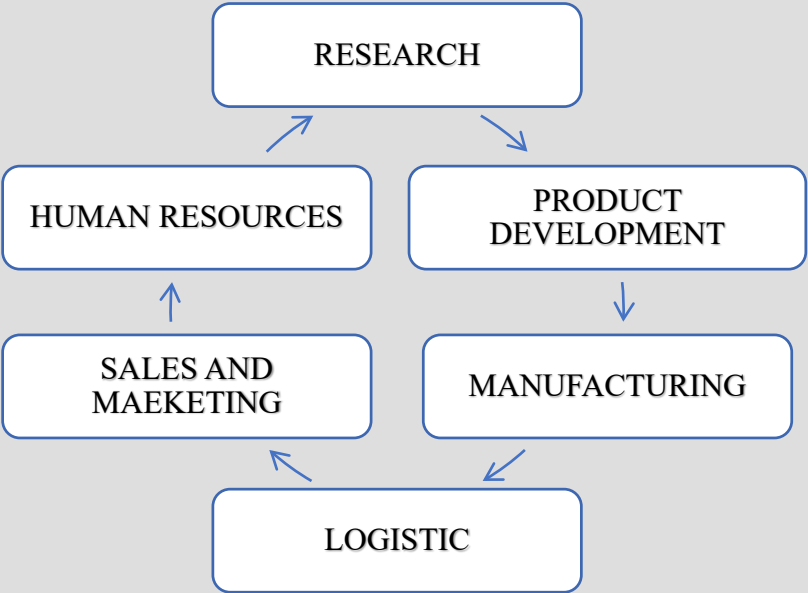 RESEARCH
HUMAN RESOURCES
PRODUCT
DEVELOPMENT
SALES AND
MAEKETING
MANUFACTURING
LOGISTIC